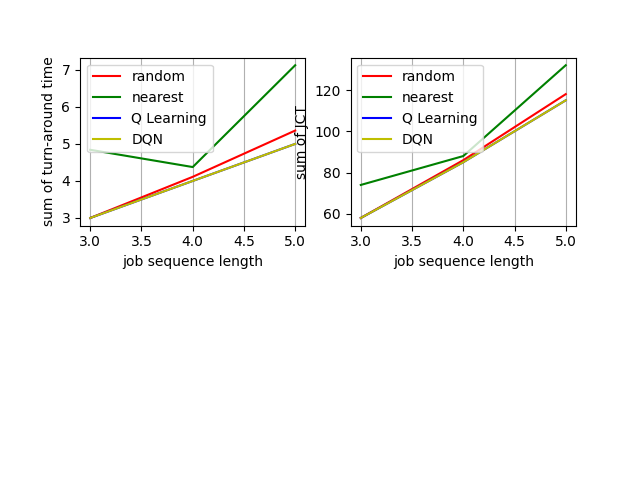 sum of turn-around time
7
6
5
4
3
random
nearest
Q Learning
DQN
3.0 3.5 4.0 4.5 5.0
job sequence length
sum of JCT
120
100
80
60
random
nearest
Q Learning
DQN
3.0 3.5 4.0 4.5 5.0
job sequence length